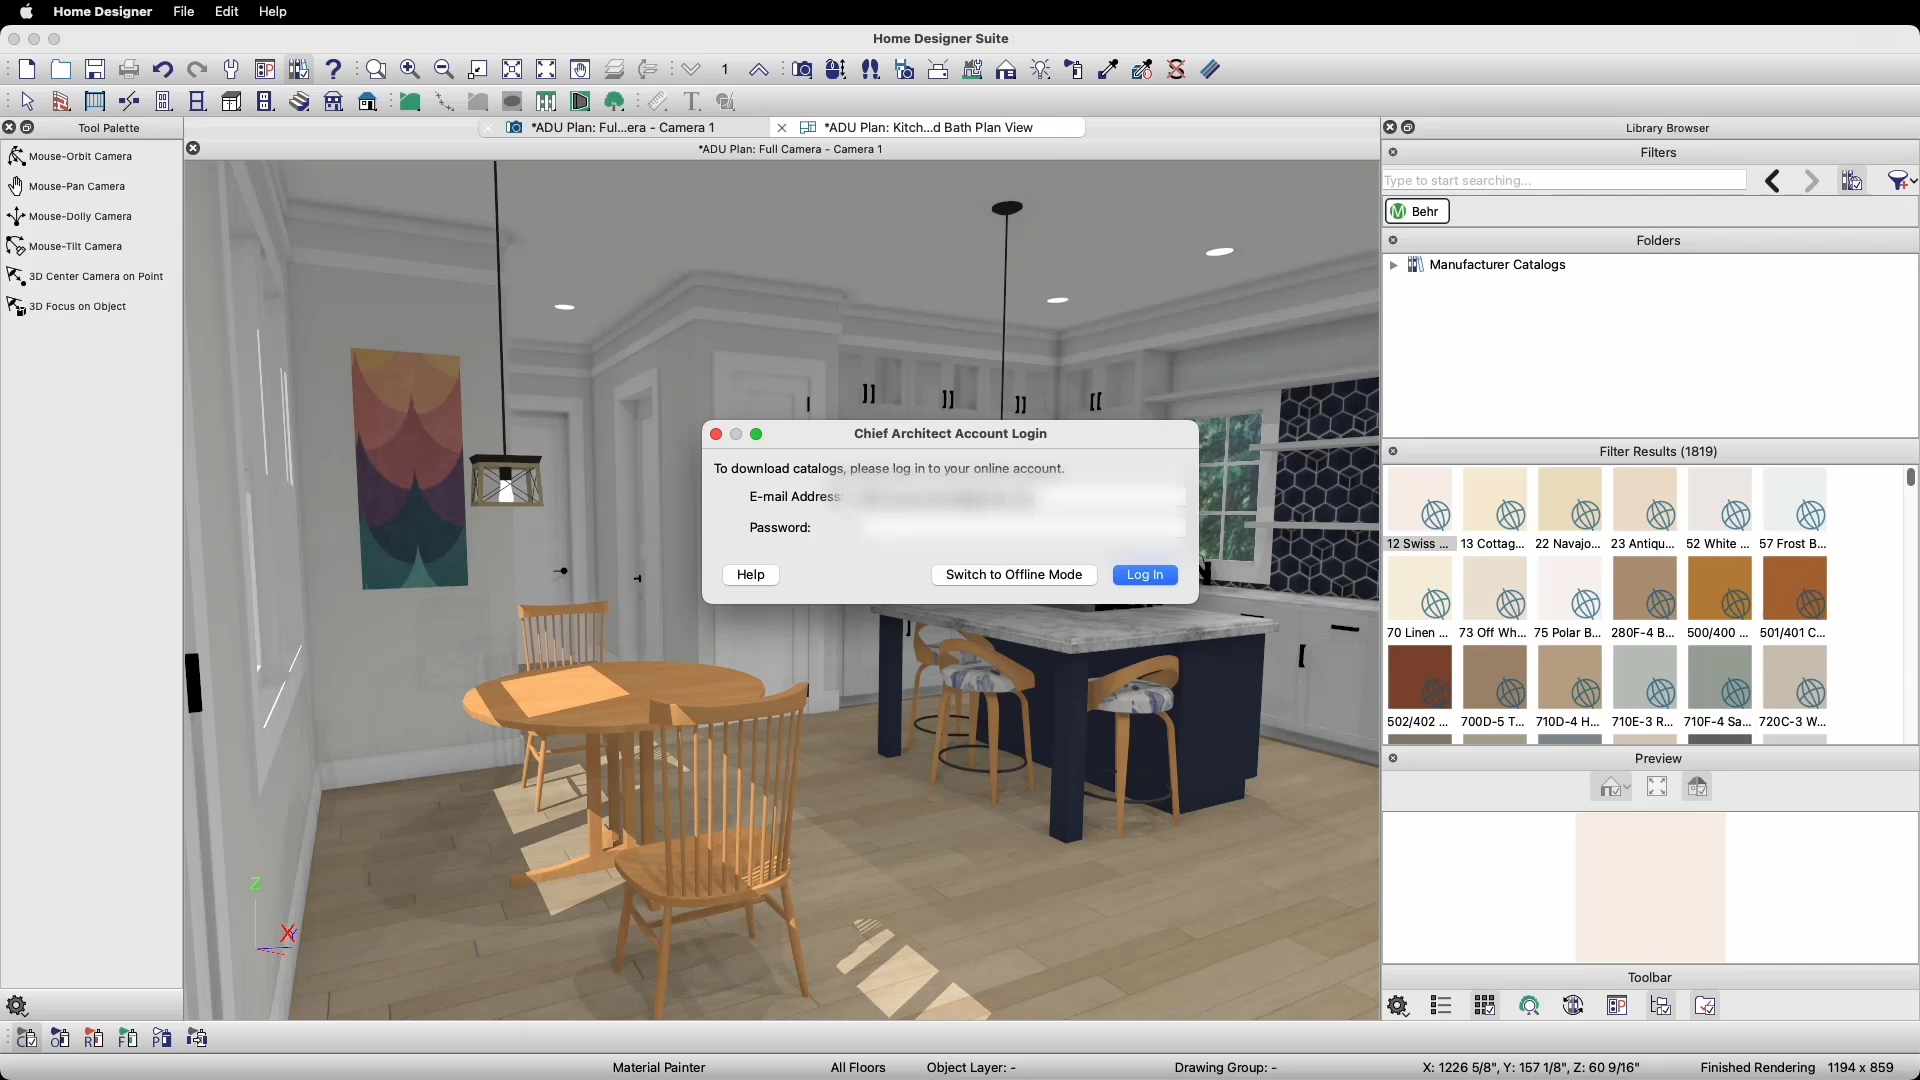 Home Designer File Edit Help
Home Designer Suite
1
Tool Palette
*ADU Plan: Ful...era - Camera 1
*ADU Plan: Kitch...d Bath Plan View
Library Browser
*ADU Plan: Full Camera - Camera 1
Filters
Mouse-Orbit Camera
Mouse-Pan Camera
Mouse-Dolly Camera
Mouse-Tilt Camera
3D Center Camera on Point
3D Focus on Object
Type to start searching...
M Behr
Folders
Manufacturer Catalogs
Chief Architect Account Login
To download catalogs, please log in to your online account.
E-mail Address:
Password:
Help Switch to Offline Mode Log In
Filter Results (1819)
12 Swiss ... 13 Cottag... 22 Navajo... 23 Antiqu... 52 White ... 57 Frost B...
70 Linen ... 73 Off Wh... 75 Polar B... 280F-4 B... 500/400 ... 501/401 C...
502/402 ... 700D-5 T... 710D-4 H... 710E-3 R... 710F-4 Sa... 720C-3 W...
Preview
Z
X
Toolbar
Material Painter All Floors Object Layer: - Drawing Group: - X: 1226 5/8", Y: 157 1/8", Z: 60 9/16" Finished Rendering 1194 x 859